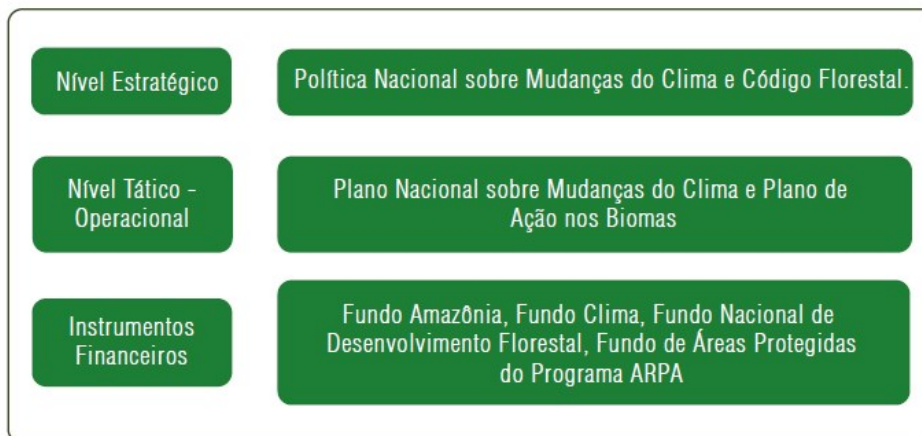 Nível Estratégico
Política Nacional sobre Mudanças do Clima e Código Florestal.
Nível Tático -
Operacional
Plano Nacional sobre Mudanças do Clima e Plano de
Ação nos Biomas
Instrumentos
Financeiros
Fundo Amazônia, Fundo Clima, Fundo Nacional de
Desenvolvimento Florestal, Fundo de Áreas Protegidas
do Programa ARPA